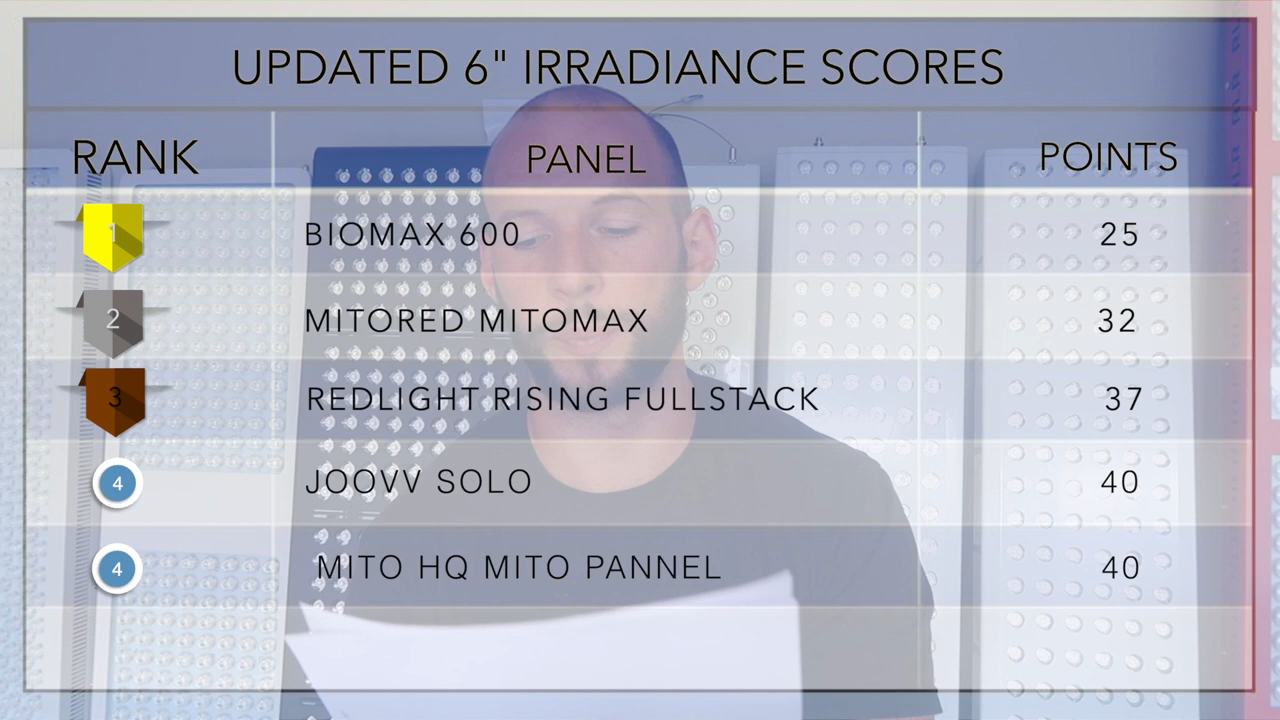 UPDATED 6" IRRADIANCE SCORES
RANK PANEL POINTS
1 BIOMAX 600 25
2 MITORED MITOMAX 32
3 REDLIGHT RISING FULLSTACK 37
4 JOOVV SOLO 40
4 MITO HQ MITO PANNEL 40